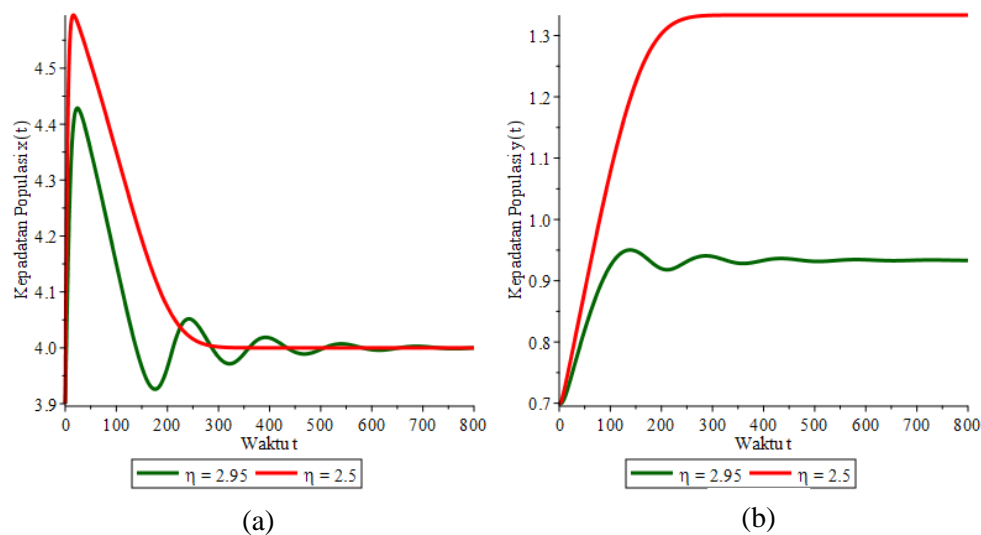 Kepadatan Populasi x(t)
4.5
4.4
4.3
4.2
4.1
4.0
3.9
0 100 200 300 400 500 600 700 800
Waktu t
η = 2.95 η = 2.5
(a)
Kepadatan Populasi y(t)
1.3
1.2
1.1
1.0
0.9
0.8
0.7
0 100 200 300 400 500 600 700 800
Waktu t
η = 2.95 η = 2.5
(b)